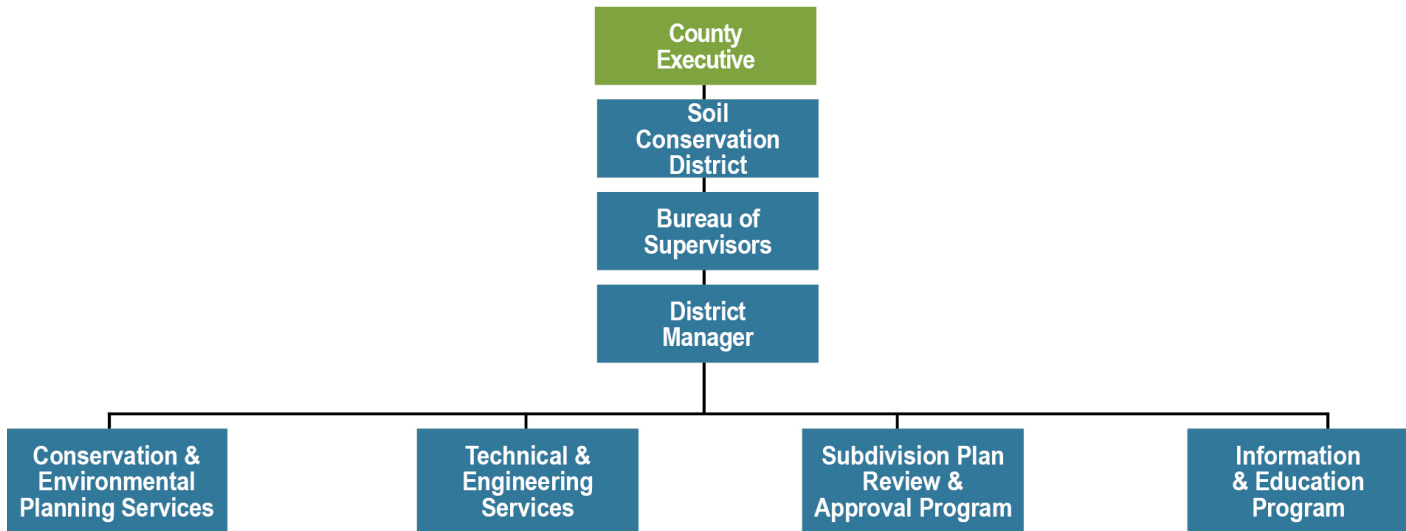 County
Executive
Soil
Conservation
District
Bureau of
Supervisors
District
Manager
Conservation &
Environmental
Planning Services
Technical &
Engineering
Services
Subdivision Plan
Review &
Approval Program
Information
& Education
Program